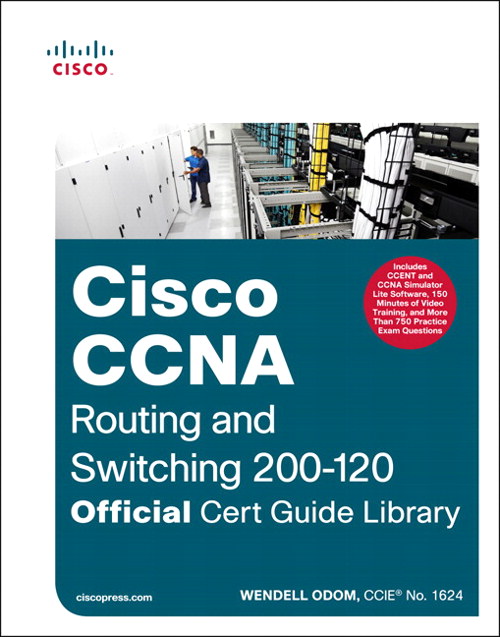 CISCO
Includes
CCENT and
CCNA Simulator
Lite Software, 150
Minutes of Video
Training, and More
Than 750 Practice
Exam Questions
Cisco
CCNA
Routing and
Switching 200-120
Official Cert Guide Library
ciscopress.com
WENDELL ODOM, CCIE® No. 1624